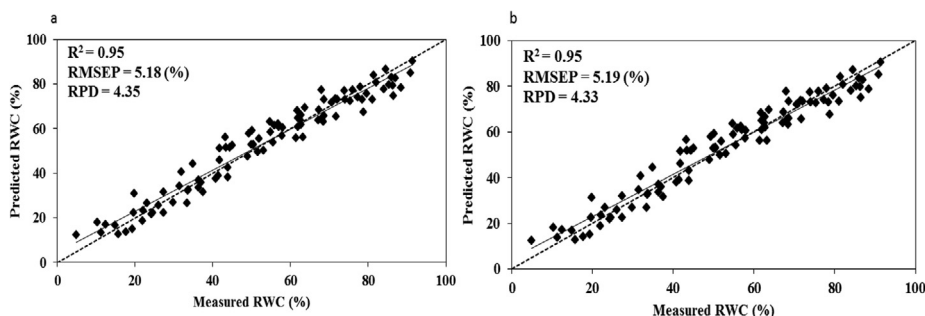 a
R² = 0.95
RMSEP = 5.18 (%)
RPD = 4.35
Predicted RWC (%)
100
80
60
40
20
0
0 20 40 60 80 100
Measured RWC (%)
b
R² = 0.95
RMSEP = 5.19 (%)
RPD = 4.33
Predicted RWC (%)
100
80
60
40
20
0
0 20 40 60 80 100
Measured RWC (%)